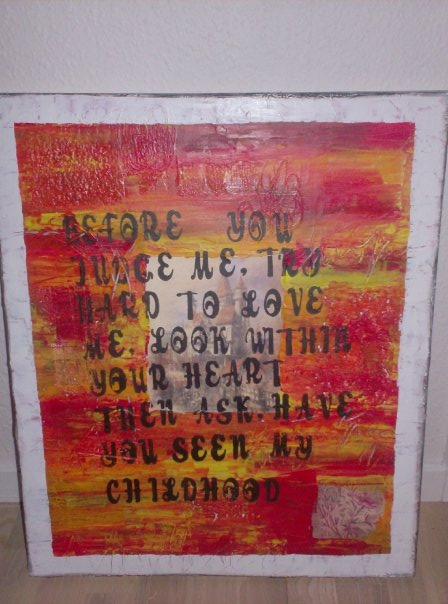 BEFORE YOU
JUDGE ME, TRY
HARD TO LOVE
ME, LOOK WITHIN
YOUR HEART
THEN ASK, HAVE
YOU SEEN MY
CHILDHOOD